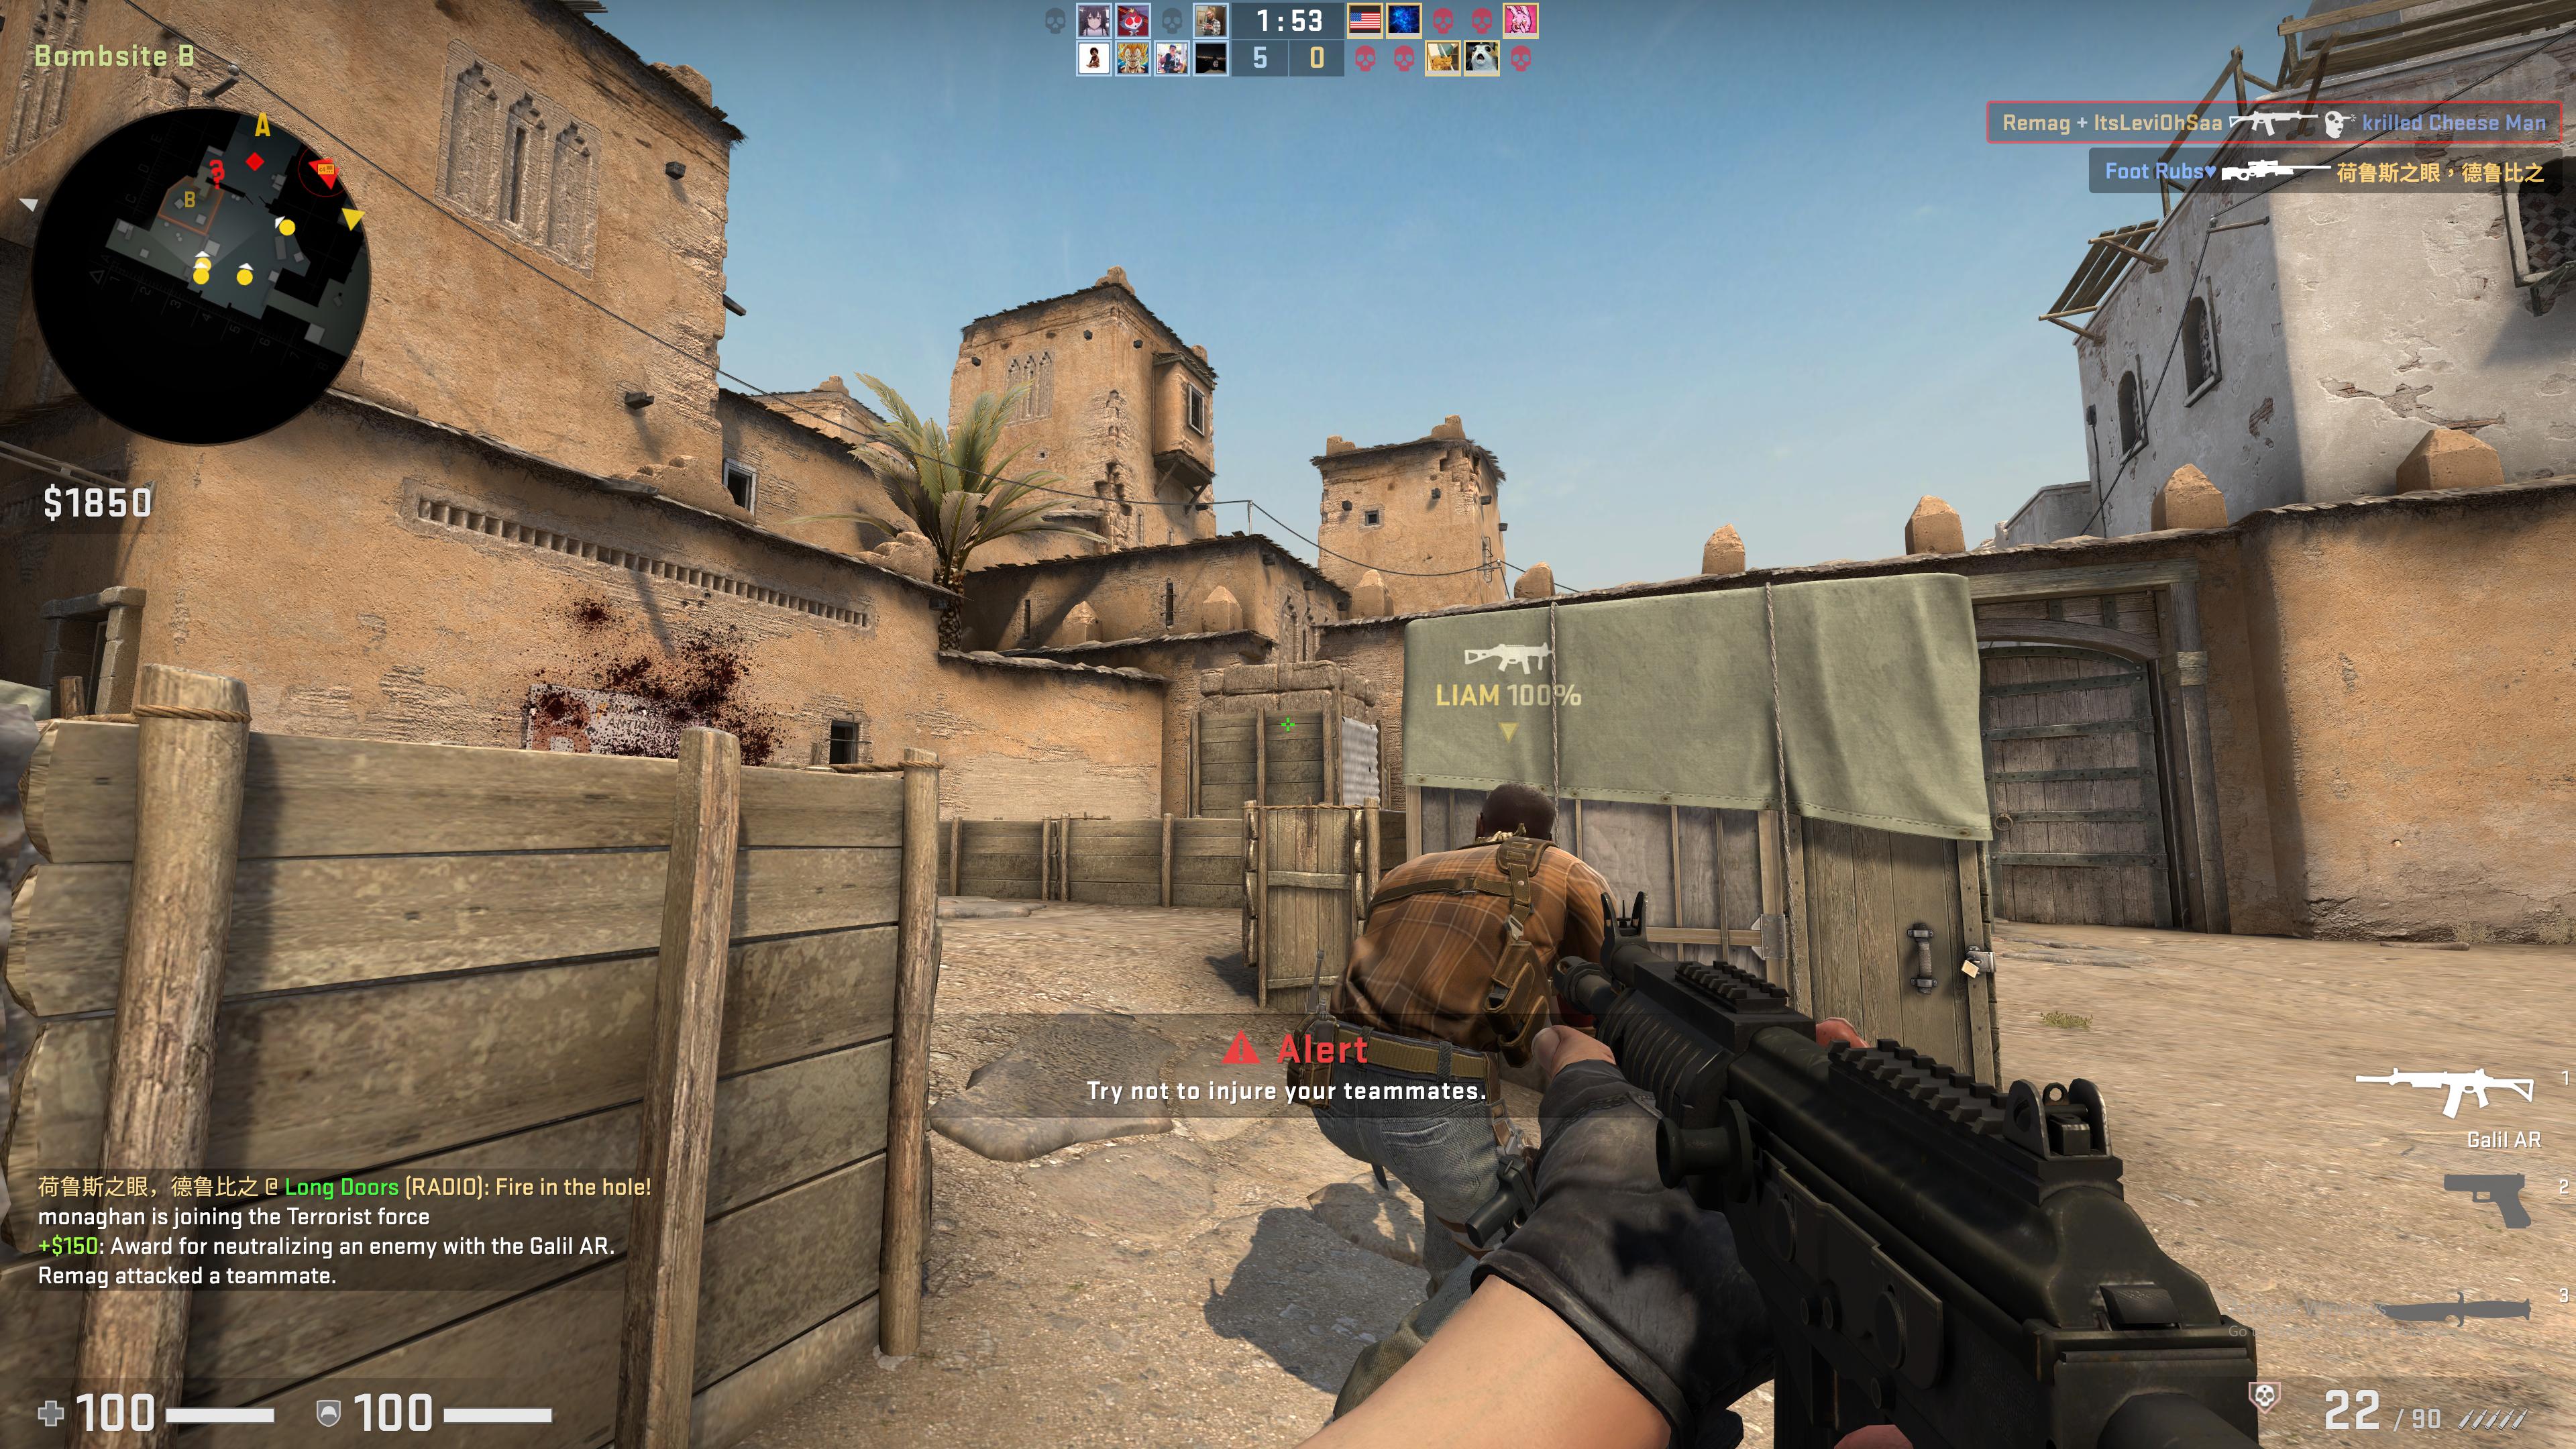 1:53
5 0
Bombsite B
A
B
Remag + ItsLeviOhSaa krilled Cheese Man
Foot Rubs♥ 荷鲁斯之眼，德鲁比之
$1850
LIAM 100%
Alert
Try not to injure your teammates.
荷鲁斯之眼，德鲁比之 @ Long Doors (RADIO): Fire in the hole!
monaghan is joining the Terrorist force
+$150: Award for neutralizing an enemy with the Galil AR.
Remag attacked a teammate.
1
Galil AR
2
3
100 100
22 / 90